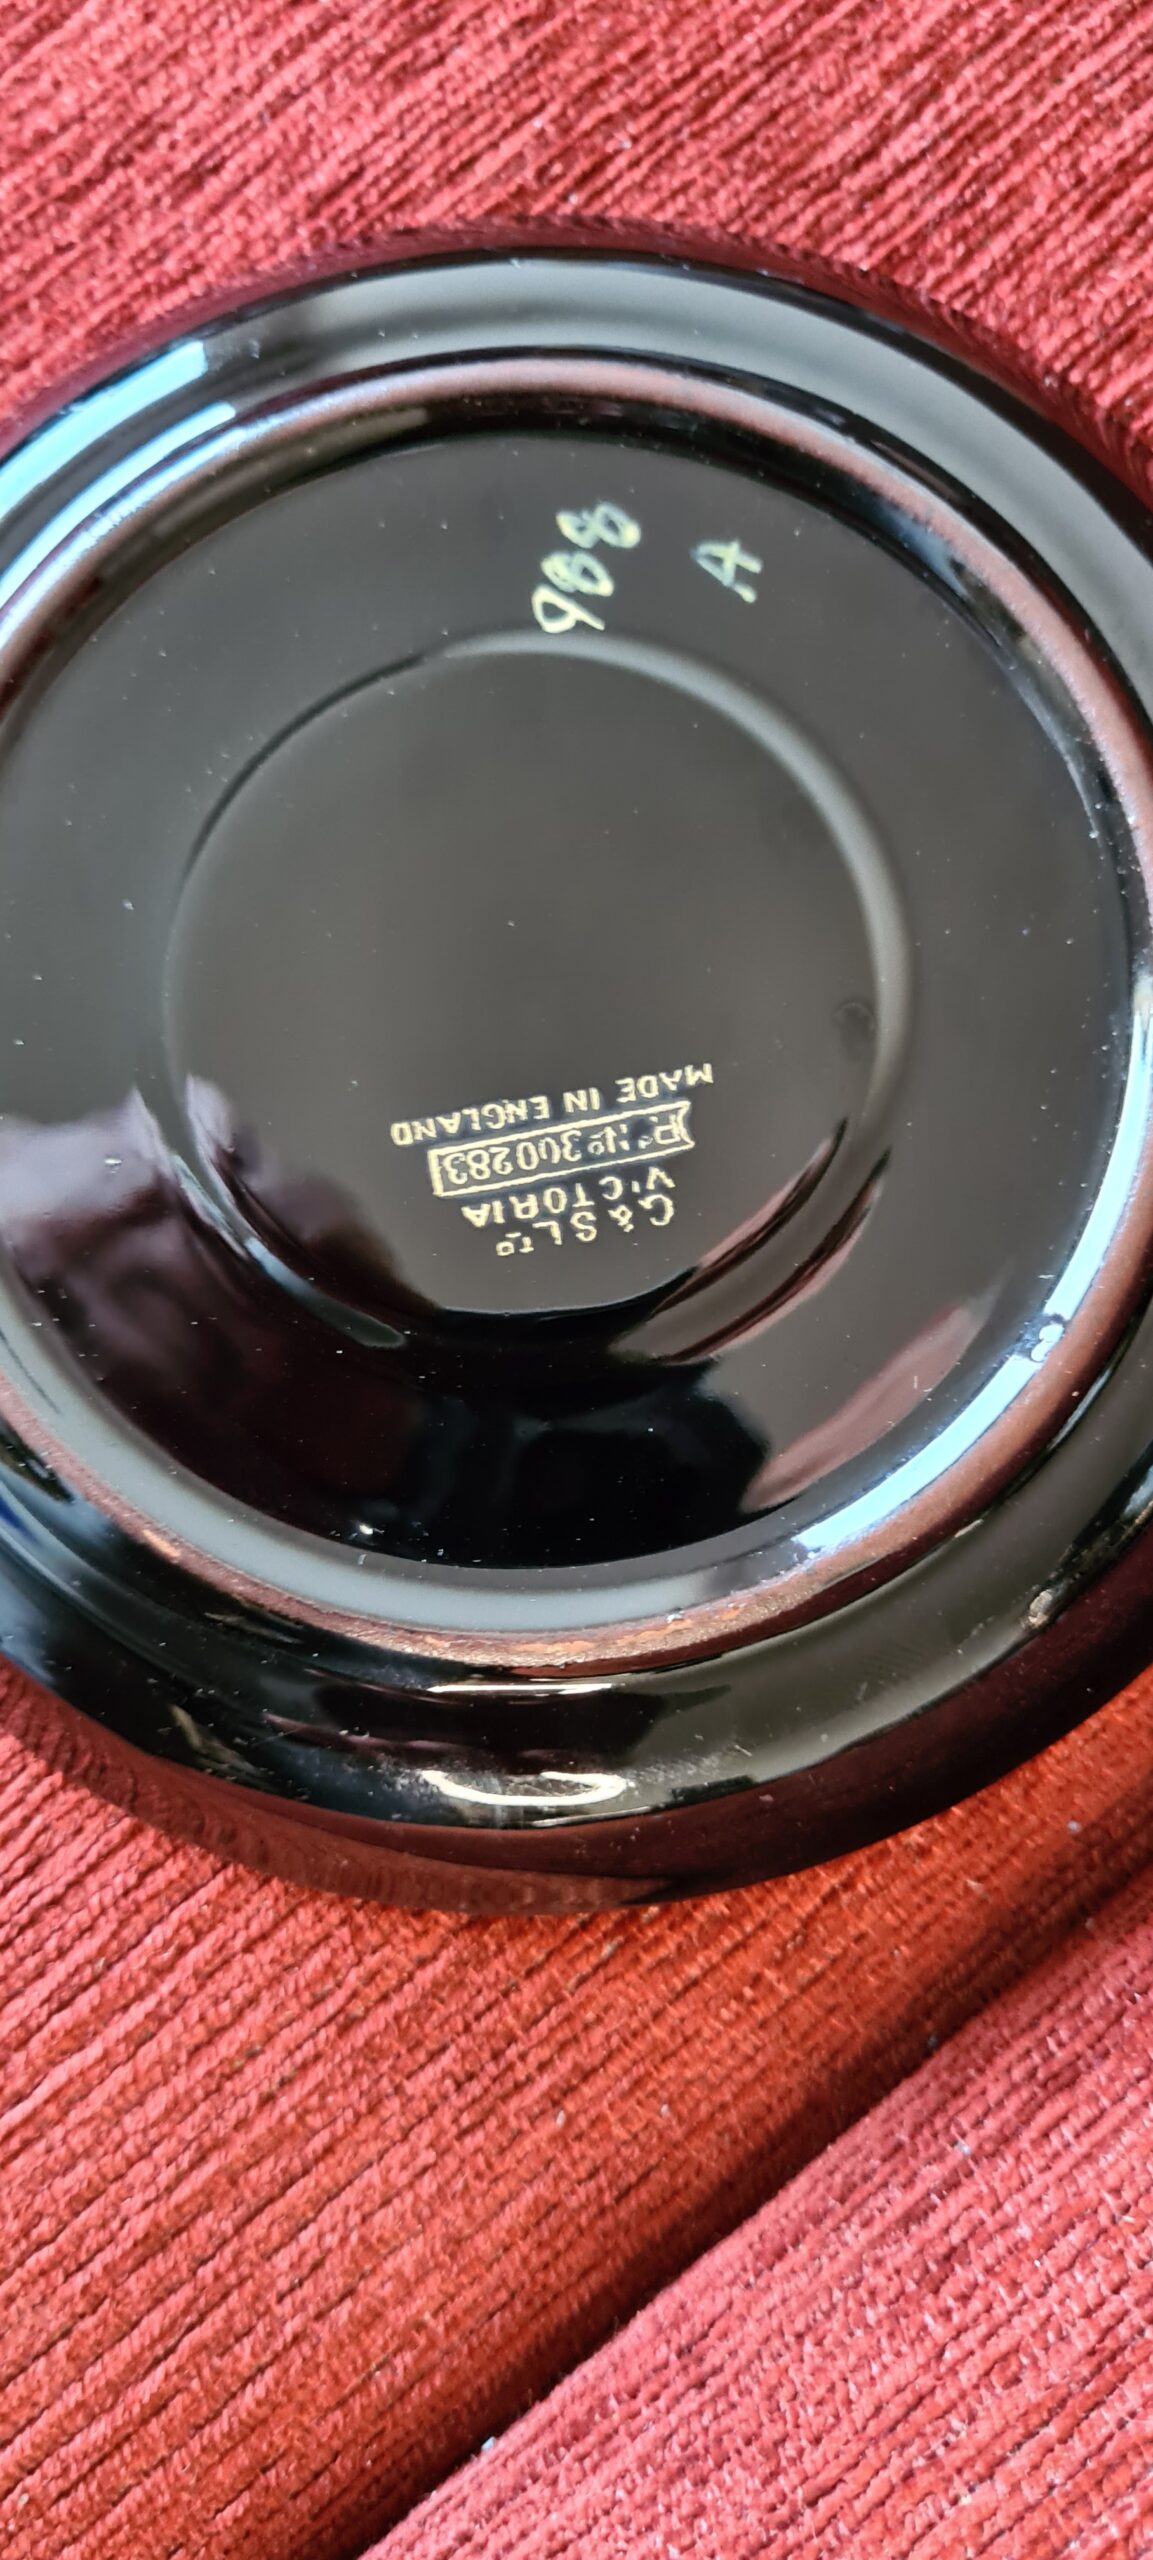 G & S LTD
VICTORIA
Rd No 300283
MADE IN ENGLAND
988
A